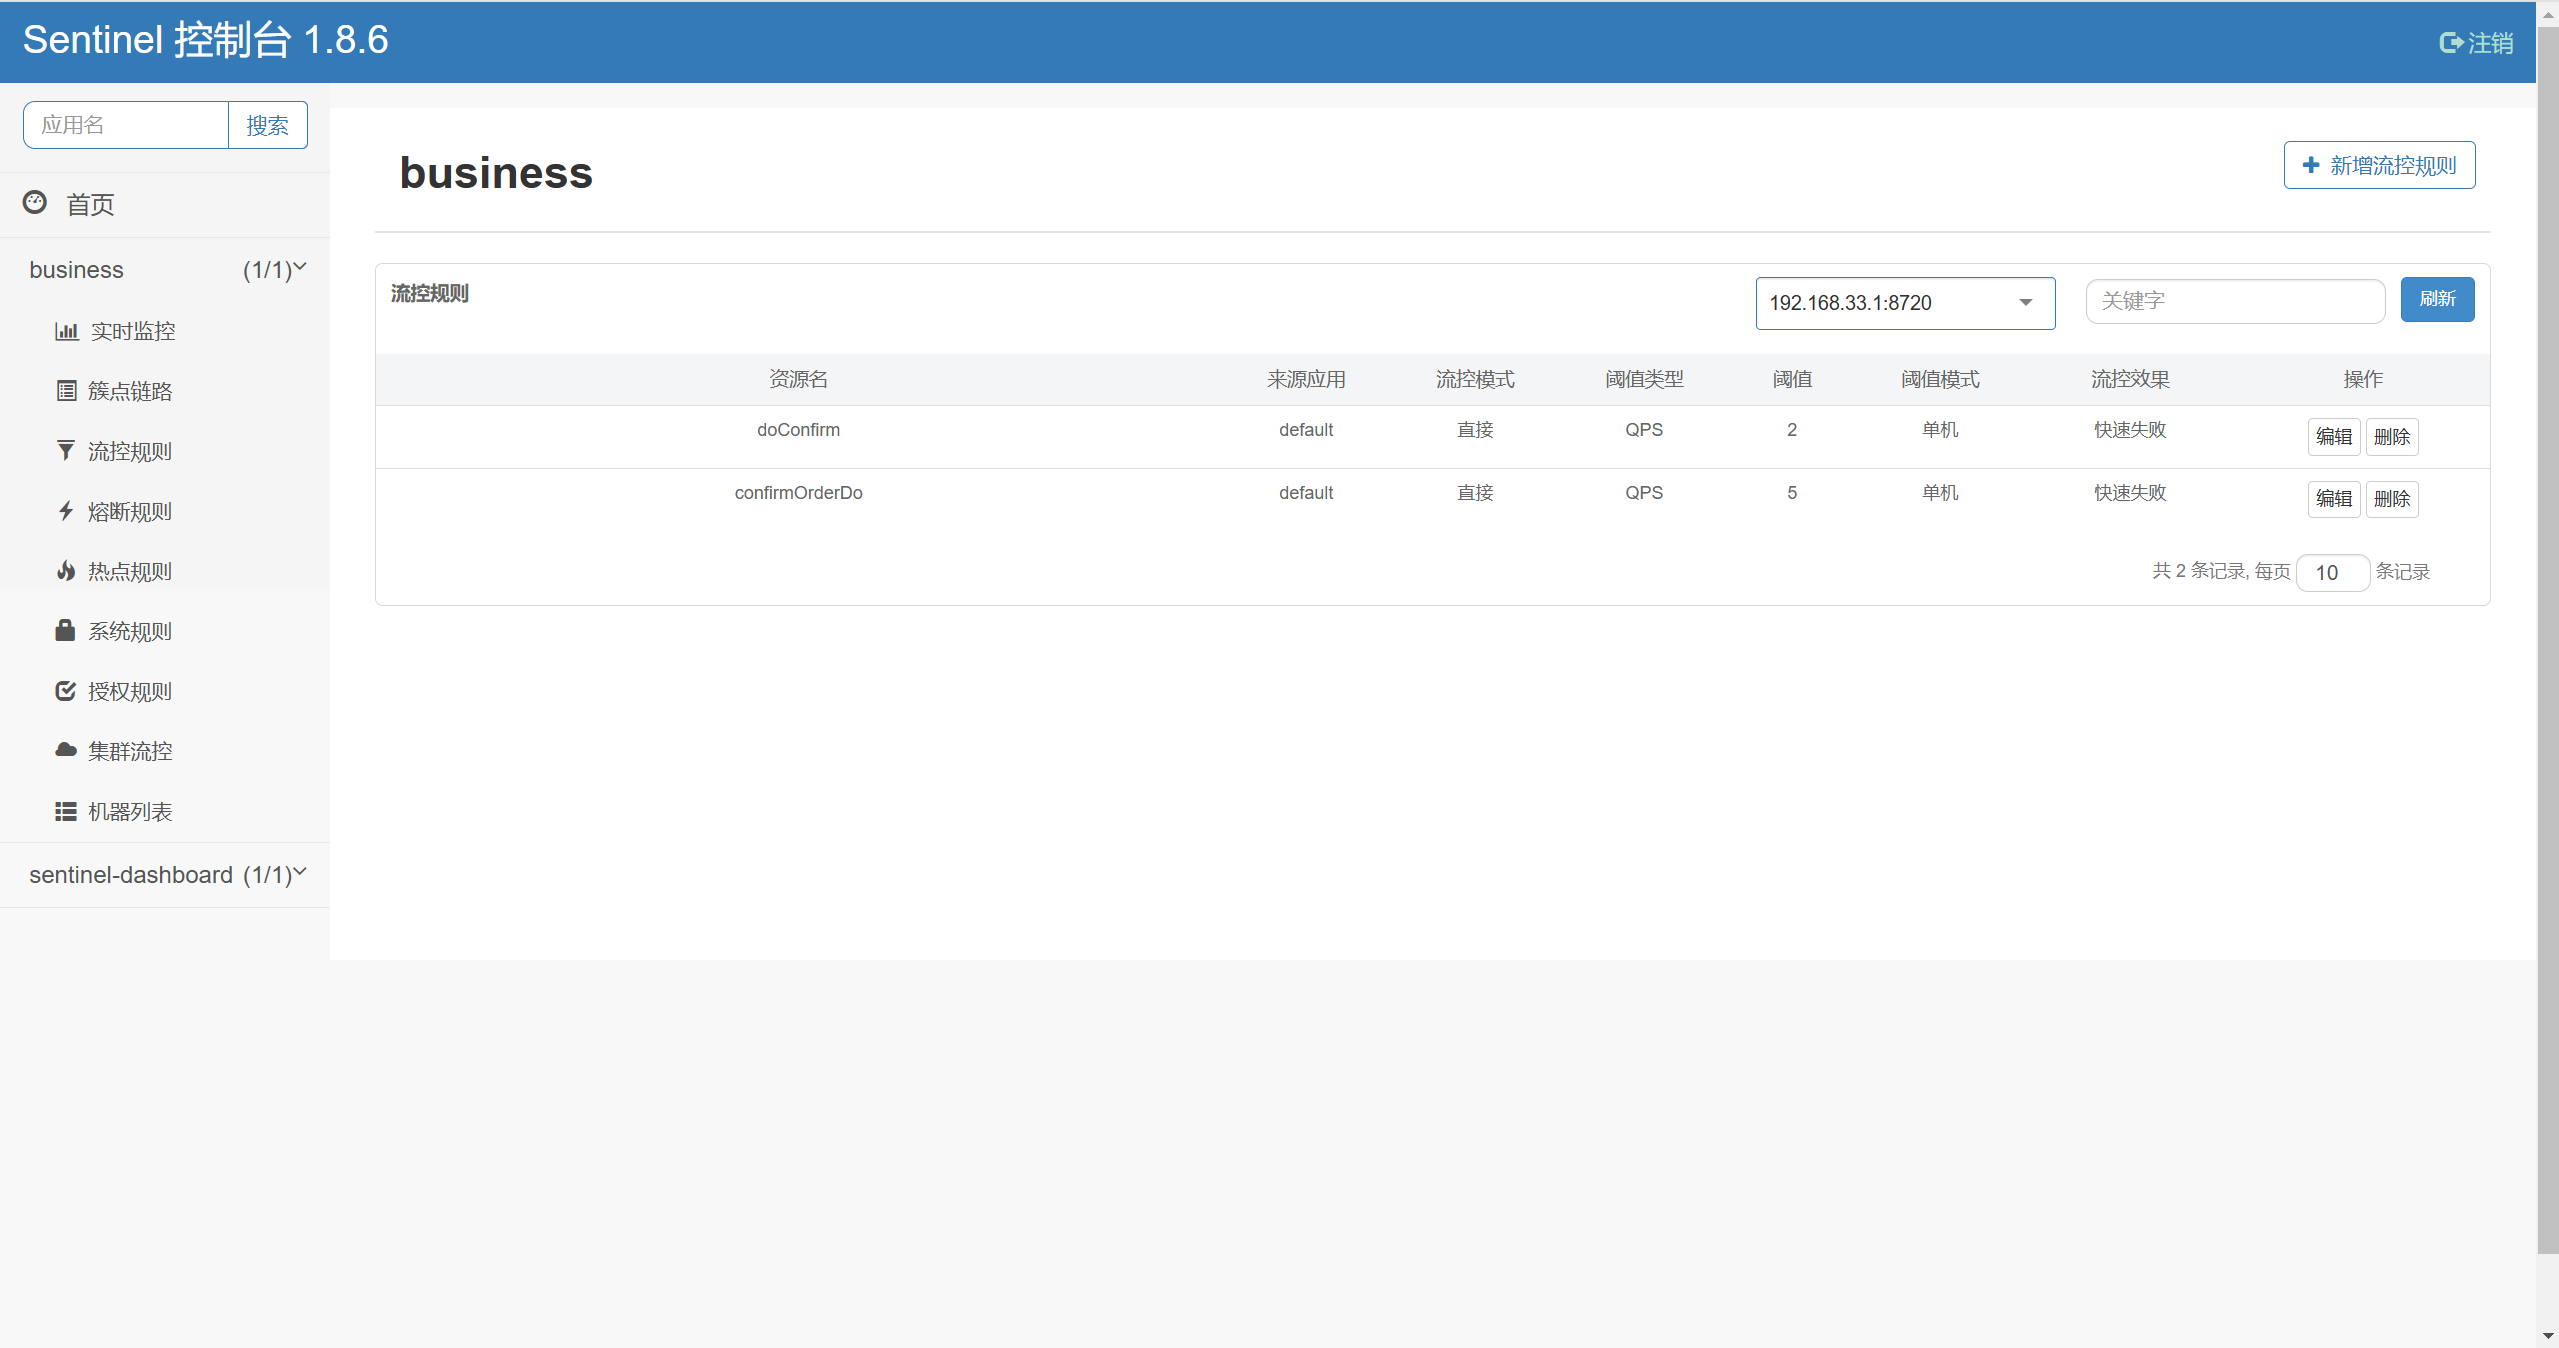 Sentinel 控制台 1.8.6
注销
应用名 搜索
首页
business (1/1)
实时监控
簇点链路
流控规则
熔断规则
热点规则
系统规则
授权规则
集群流控
机器列表
sentinel-dashboard (1/1)
business
新增流控规则
流控规则 192.168.33.1:8720 关键字 刷新
资源名 来源应用 流控模式 阈值类型 阈值 阈值模式 流控效果 操作
doConfirm default 直接 QPS 2 单机 快速失败 编辑 删除
confirmOrderDo default 直接 QPS 5 单机 快速失败 编辑 删除
共 2 条记录, 每页 10 条记录